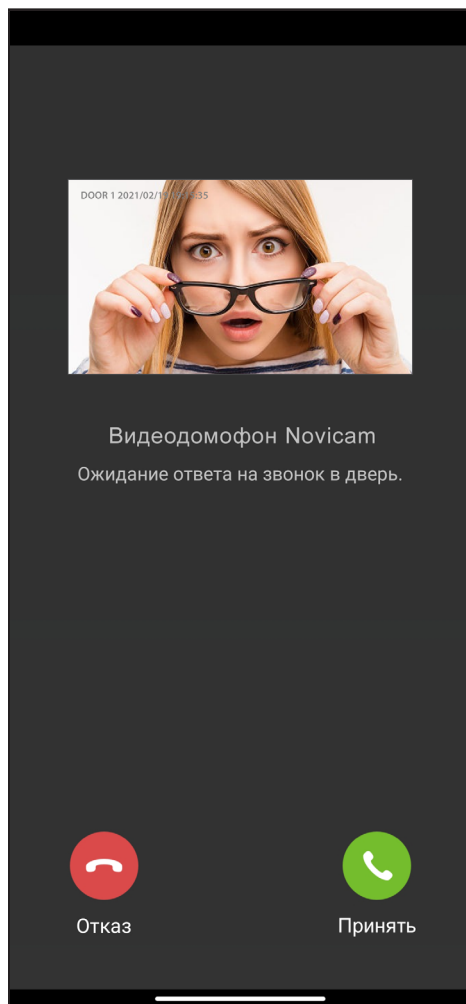 DOOR 1 2021/02/1
Видеодомофон Novicam
Ожидание ответа на звонок в дверь.
Отказ
Принять